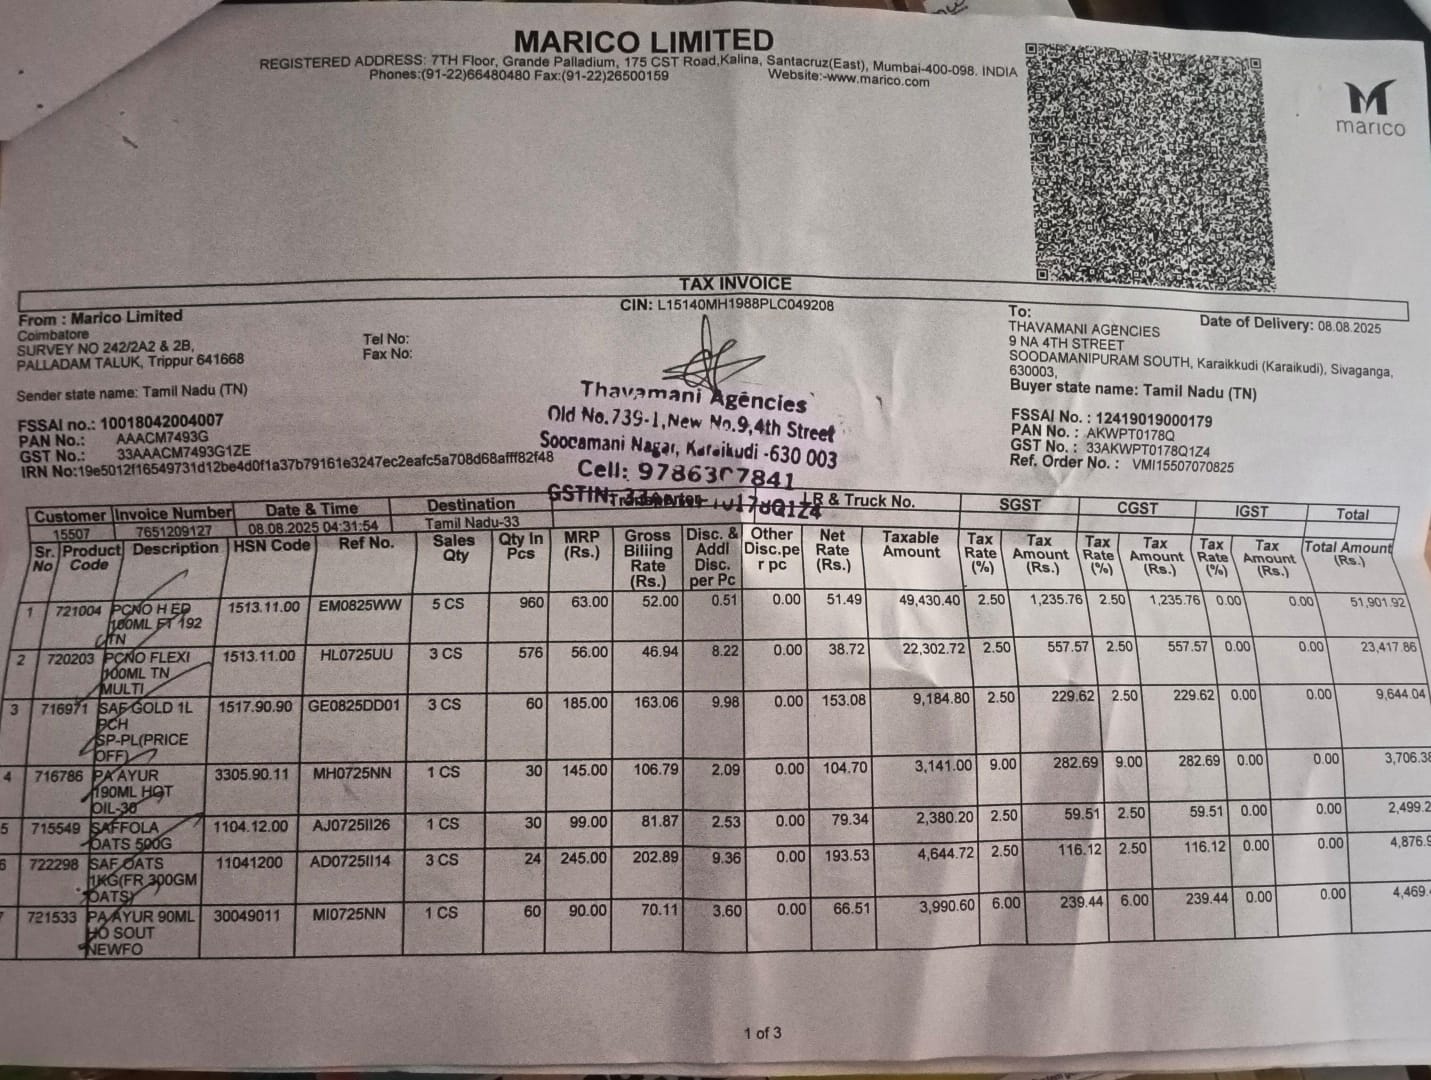 MARICO LIMITED
REGISTERED ADDRESS: 7TH Floor, Grande Palladium, 175 CST Road,Kalina, Santacruz(East), Mumbai-400-098. INDIA
Phones:(91-22)66480480 Fax:(91-22)26500159 Website:-www.marico.com
marico
TAX INVOICE
CIN: L15140MH1988PLC049208
From : Marico Limited
Coimbatore
SURVEY NO 242/2A2 & 2B,
PALLADAM TALUK, Trippur 641668
Sender state name: Tamil Nadu (TN)
FSSAI no.: 10018042004007
PAN No.: AAACM7493G
GST No.: 33AAACM7493G1ZE
IRN No:19e5012f16549731d12be4d0f1a37b79161e3247ec2eafc5a708d68afff82f48
Tel No:
Fax No:
Thavamani Agencies
Old No.739-1,New No.9,4th Street
Soocamani Nagar, Karaikudi -630 003
Cell: 9786307841
GSTIN:
To:
THAVAMANI AGENCIES
9 NA 4TH STREET
SOODAMANIPURAM SOUTH, Karaikkudi (Karaikudi), Sivaganga,
630003,
Date of Delivery: 08.08.2025
Buyer state name: Tamil Nadu (TN)
FSSAI No. : 12419019000179
PAN No. : AKWPT0178Q
GST No. : 33AKWPT0178Q1Z4
Ref. Order No. : VMI15507070825
Customer Invoice Number Date & Time Destination LR & Truck No. SGST CGST IGST Total
15507 7651209127 08.08.2025 04:31:54 Tamil Nadu-33
Sr. No Product Code Description HSN Code Ref No. Sales Qty Qty In Pcs MRP (Rs.) Gross Billing Rate (Rs.) Disc. & Addl Disc. per Pc Other Disc.pe r pc Net Rate (Rs.) Taxable Amount Tax Rate (%) Tax Amount (Rs.) Tax Rate (%) Tax Amount (Rs.) Tax Rate (%) Tax Amount (Rs.) Total Amount (Rs.)
1 721004 PCNO H ED 1513.11.00 EM0825WW 5 CS 960 63.00 52.00 0.51 0.00 51.49 49,430.40 2.50 1,235.76 2.50 1,235.76 0.00 0.00 51,901.92
100ML FT 192
CTN
2 720203 PCNO FLEXI 1513.11.00 HL0725UU 3 CS 576 56.00 46.94 8.22 0.00 38.72 22,302.72 2.50 557.57 2.50 557.57 0.00 0.00 23,417.86
100ML TN
MULTI
3 716971 SAF GOLD 1L 1517.90.90 GE0825DD01 3 CS 60 185.00 163.06 9.98 0.00 153.08 9,184.80 2.50 229.62 2.50 229.62 0.00 0.00 9,644.04
PCH
SP-PL(PRICE
OFF)
4 716786 PA AYUR 3305.90.11 MH0725NN 1 CS 30 145.00 106.79 2.09 0.00 104.70 3,141.00 9.00 282.69 9.00 282.69 0.00 0.00 3,706.38
190ML HOT
OIL-30
5 715549 SAFFOLA 1104.12.00 AJ0725II26 1 CS 30 99.00 81.87 2.53 0.00 79.34 2,380.20 2.50 59.51 2.50 59.51 0.00 0.00 2,499.2
OATS 500G
6 722298 SAF OATS 11041200 AD0725II14 3 CS 24 245.00 202.89 9.36 0.00 193.53 4,644.72 2.50 116.12 2.50 116.12 0.00 0.00 4,876.9
1KG(FR 300GM
OATS)
721533 PA AYUR 90ML 30049011 MI0725NN 1 CS 60 90.00 70.11 3.60 0.00 66.51 3,990.60 6.00 239.44 6.00 239.44 0.00 0.00 4,469.
HO SOUT
NEWFO
1 of 3